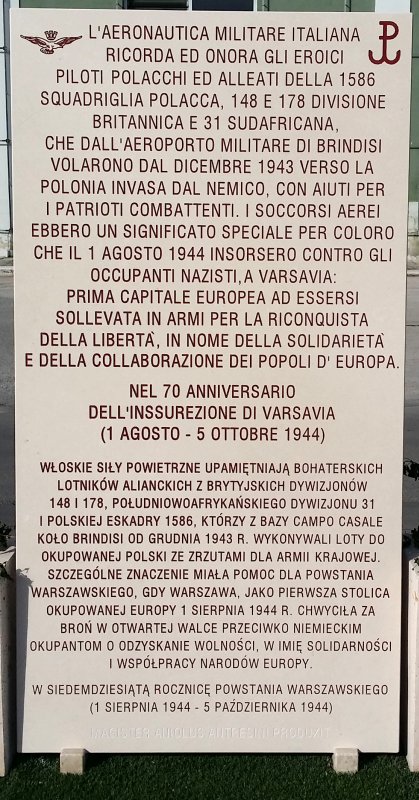 L'AERONAUTICA MILITARE ITALIANA
RICORDA ED ONORA GLI EROICI
PILOTI POLACCHI ED ALLEATI DELLA 1586
SQUADRIGLIA POLACCA, 148 E 178 DIVISIONE
BRITANNICA E 31 SUDAFRICANA,
CHE DALL'AEROPORTO MILITARE DI BRINDISI
VOLARONO DAL DICEMBRE 1943 VERSO LA
POLONIA INVASA DAL NEMICO, CON AIUTI PER
I PATRIOTI COMBATTENTI. I SOCCORSI AEREI
EBBERO UN SIGNIFICATO SPECIALE PER COLORO
CHE IL 1 AGOSTO 1944 INSORSERO CONTRO GLI
OCCUPANTI NAZISTI, A VARSAVIA:
PRIMA CAPITALE EUROPEA AD ESSERSI
SOLLEVATA IN ARMI PER LA RICONQUISTA
DELLA LIBERTÀ, IN NOME DELLA SOLIDARIETÀ
E DELLA COLLABORAZIONE DEI POPOLI D' EUROPA.
NEL 70 ANNIVERSARIO
DELL'INSSUREZIONE DI VARSAVIA
(1 AGOSTO - 5 OTTOBRE 1944)
WŁOSKIE SIŁY POWIETRZNE UPAMIĘTNIAJĄ BOHATERSKICH
LOTNIKÓW ALIANCKICH Z BRYTYJSKICH DYWIZJONÓW
148 I 178, POŁUDNIOWOAFRYKAŃSKIEGO DYWIZJONU 31
I POLSKIEJ ESKADRY 1586, KTÓRZY Z BAZY CAMPO CASALE
KOŁO BRINDISI OD GRUDNIA 1943 R. WYKONYWALI LOTY DO
OKUPOWANEJ POLSKI ZE ZRZUTAMI DLA ARMII KRAJOWEJ.
SZCZEGÓLNE ZNACZENIE MIAŁA POMOC DLA POWSTANIA
WARSZAWSKIEGO, GDY WARSZAWA, JAKO PIERWSZA STOLICA
OKUPOWANEJ EUROPY 1 SIERPNIA 1944 R. CHWYCIŁA ZA
BROŃ W OTWARTEJ WALCE PRZECIWKO NIEMIECKIM
OKUPANTOM O ODZYSKANIE WOLNOŚCI, W IMIĘ SOLIDARNOŚCI
I WSPÓŁPRACY NARODÓW EUROPY.
W SIEDEMDZIESIĄTĄ ROCZNICĘ POWSTANIA WARSZAWSKIEGO
(1 SIERPNIA 1944 - 5 PAŹDZIERNIKA 1944)
MAGISTER